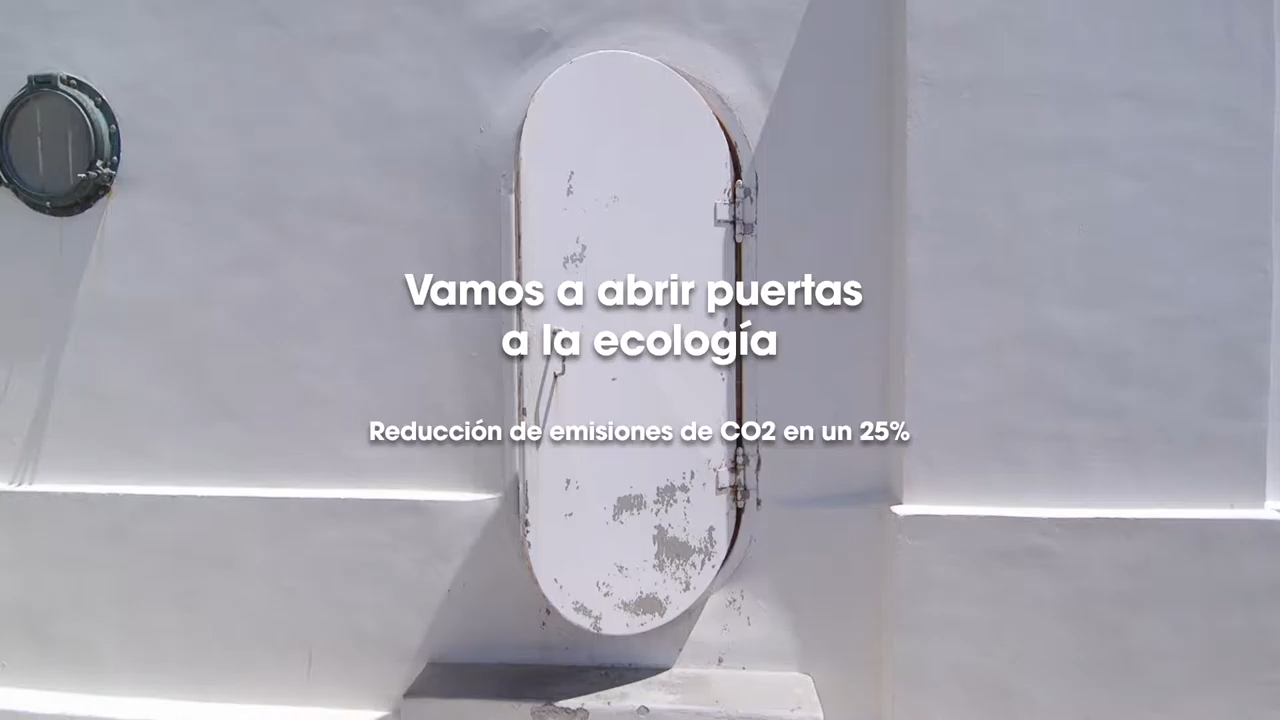 Vamos a abrir puertas
a la ecología
Reducción de emisiones de CO2 en un 25%